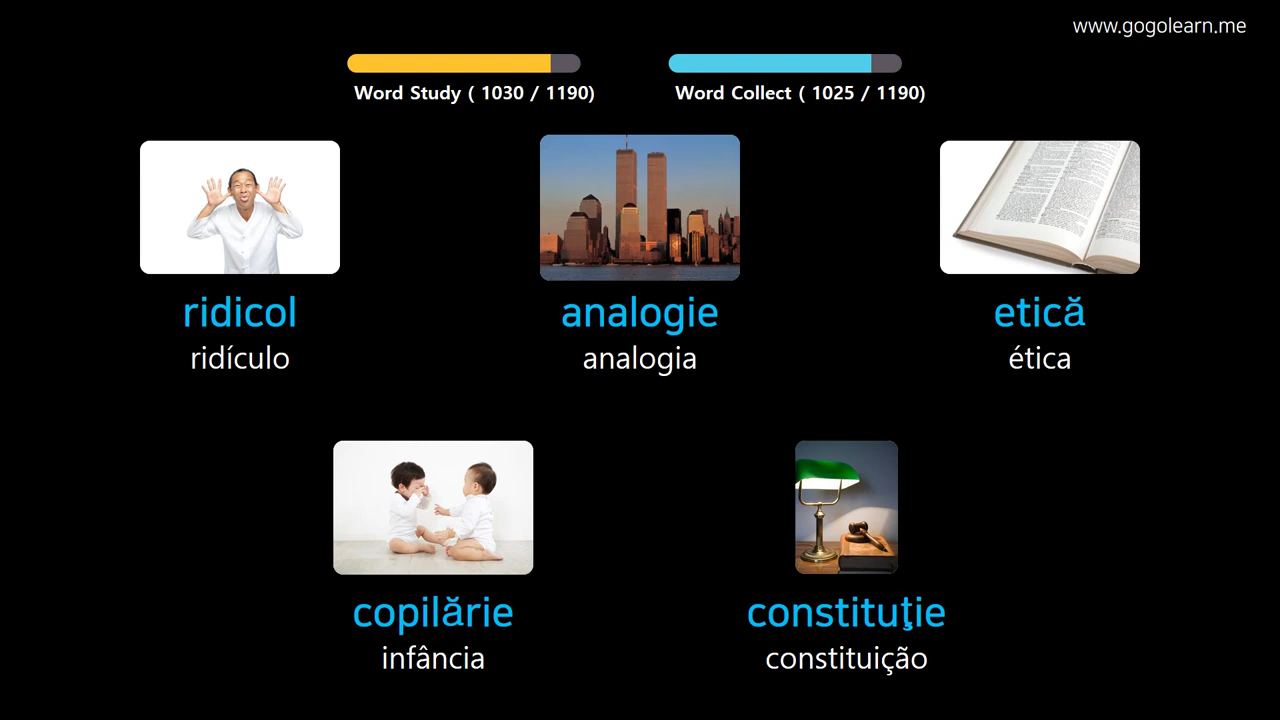 www.gogolearn.me
Word Study ( 1030 / 1190)
Word Collect ( 1025 / 1190)
ridicol
ridículo
analogie
analogia
etică
ética
copilărie
infância
constituţie
constituição